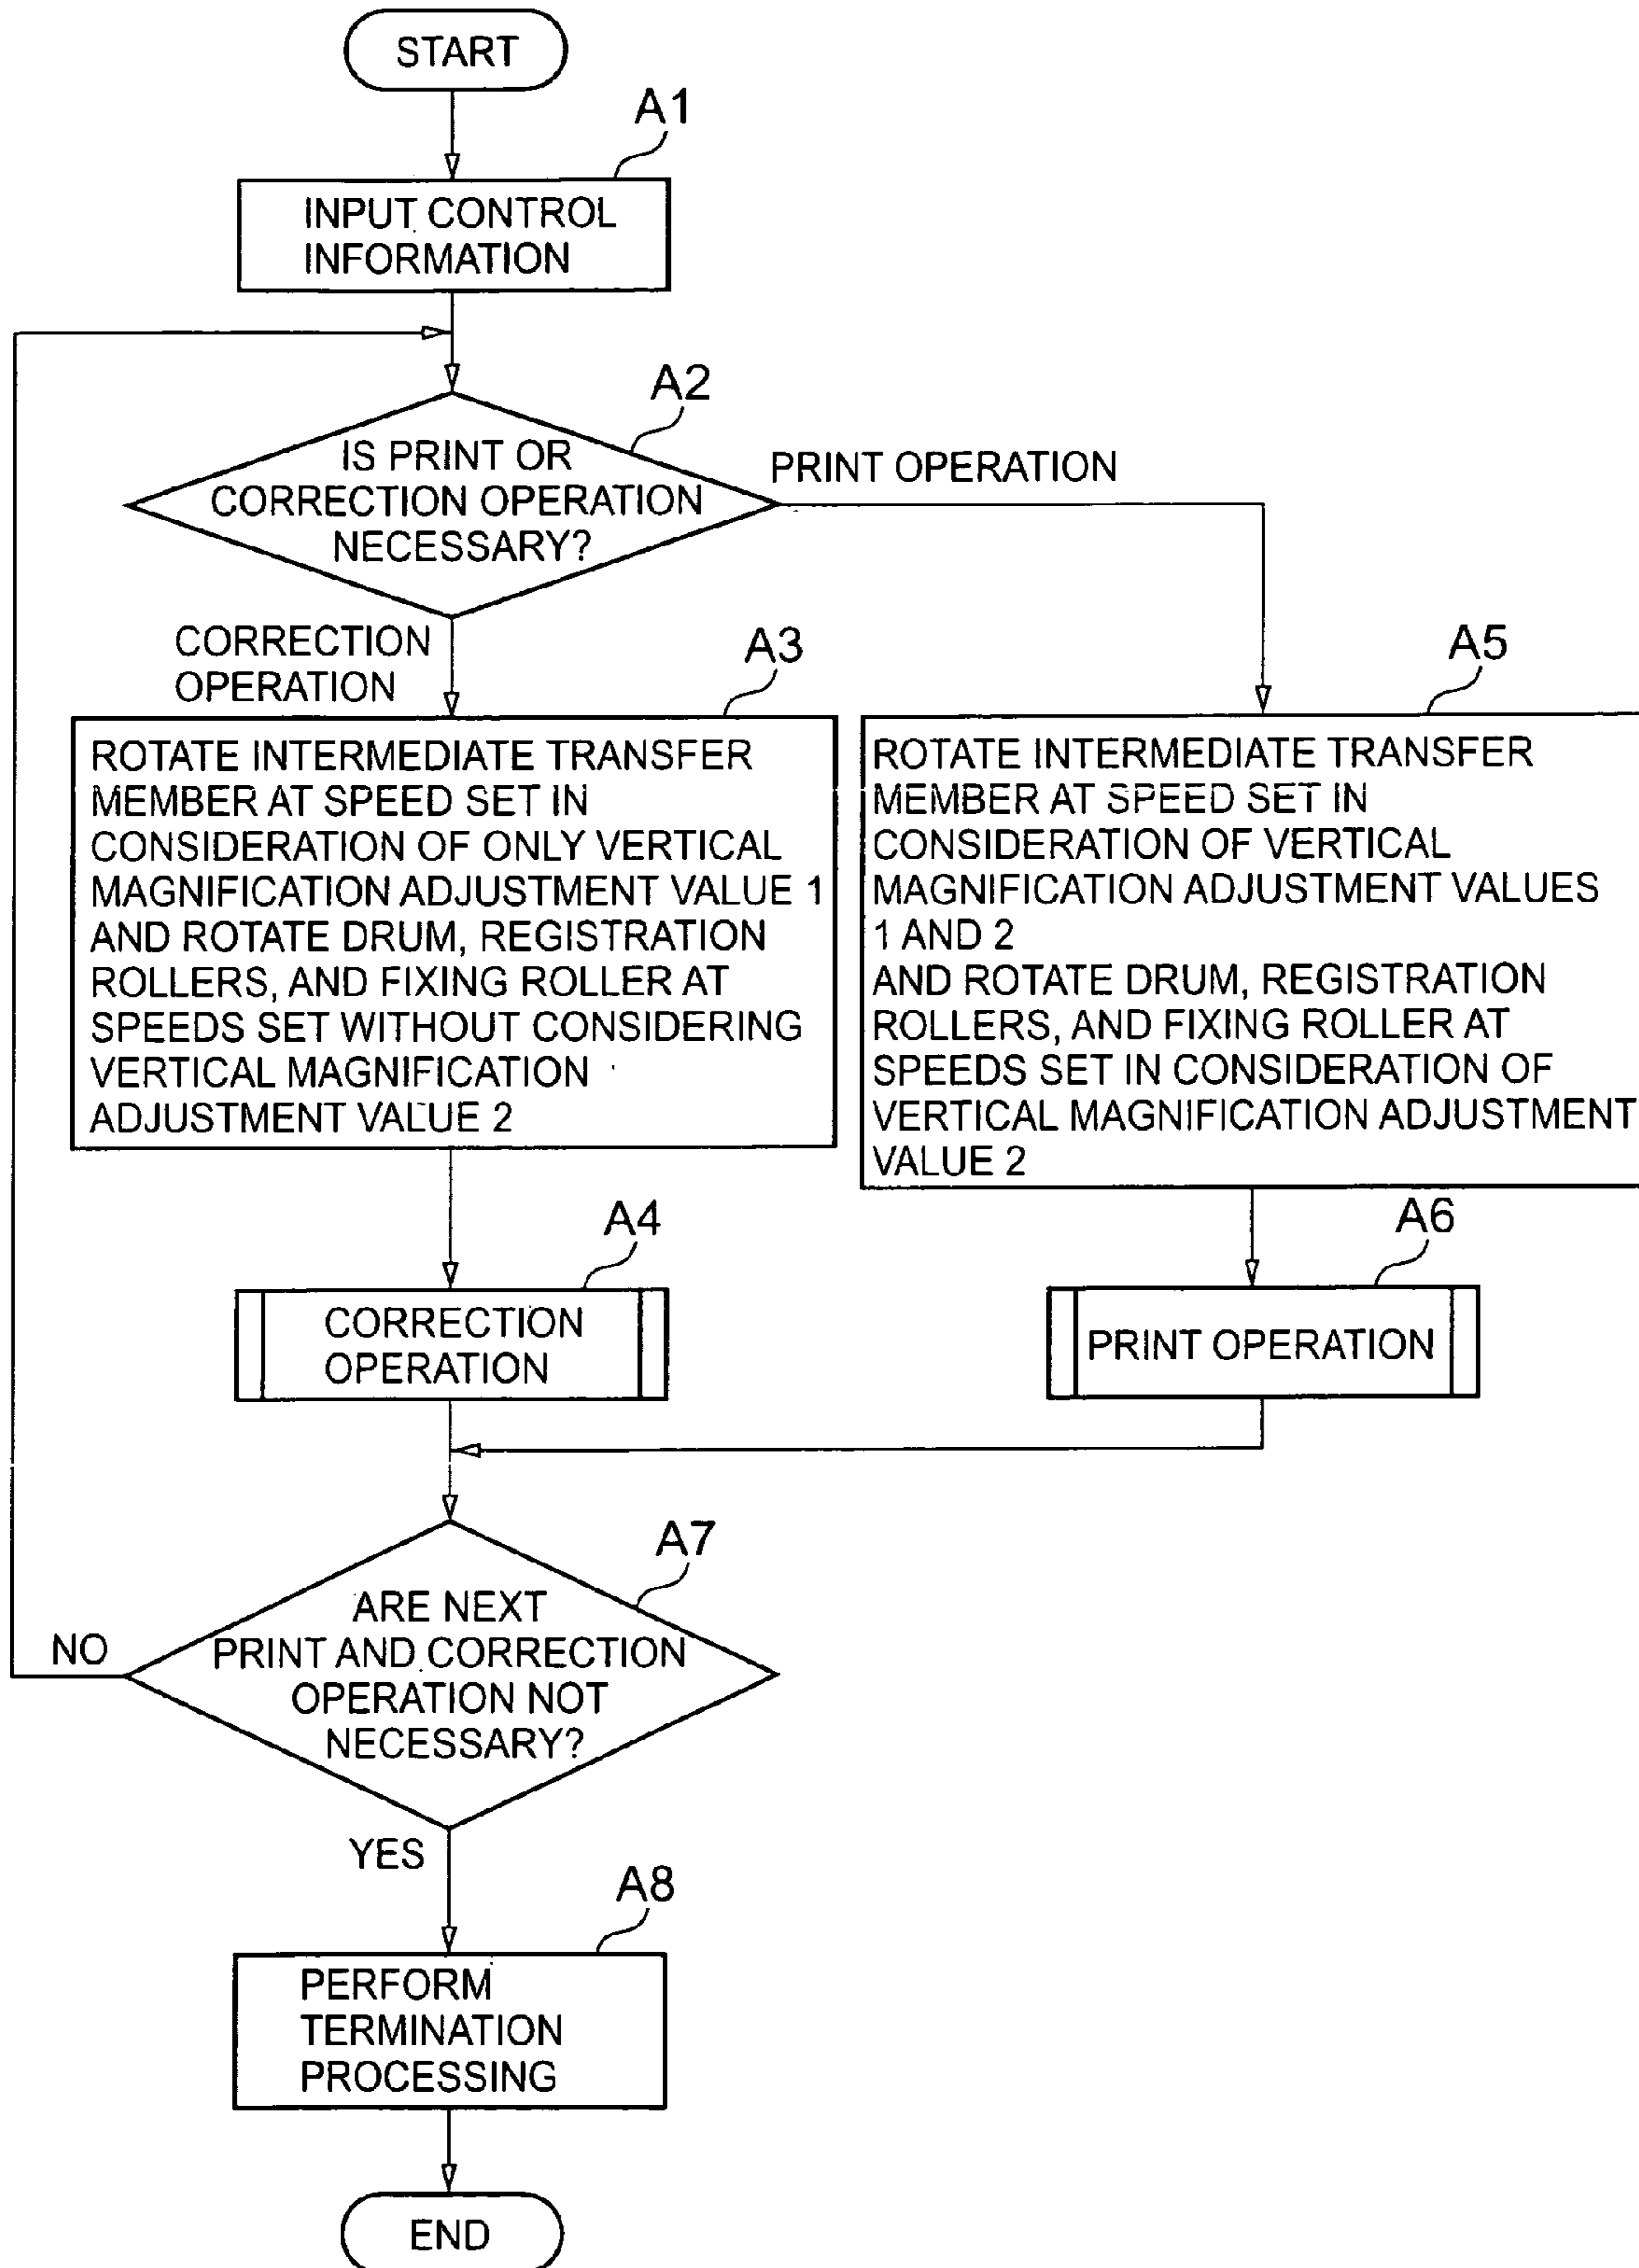 START
A1
INPUT CONTROL
INFORMATION
A2
IS PRINT OR
CORRECTION OPERATION
NECESSARY?
PRINT OPERATION
CORRECTION
OPERATION
A3
ROTATE INTERMEDIATE TRANSFER
MEMBER AT SPEED SET IN
CONSIDERATION OF ONLY VERTICAL
MAGNIFICATION ADJUSTMENT VALUE 1
AND ROTATE DRUM, REGISTRATION
ROLLERS, AND FIXING ROLLER AT
SPEEDS SET WITHOUT CONSIDERING
VERTICAL MAGNIFICATION
ADJUSTMENT VALUE 2
A5
ROTATE INTERMEDIATE TRANSFER
MEMBER AT SPEED SET IN
CONSIDERATION OF VERTICAL
MAGNIFICATION ADJUSTMENT VALUES
1 AND 2
AND ROTATE DRUM, REGISTRATION
ROLLERS, AND FIXING ROLLER AT
SPEEDS SET IN CONSIDERATION OF
VERTICAL MAGNIFICATION ADJUSTMENT
VALUE 2
A4
CORRECTION
OPERATION
A6
PRINT OPERATION
A7
ARE NEXT
PRINT AND CORRECTION
OPERATION NOT
NECESSARY?
NO
YES
A8
PERFORM
TERMINATION
PROCESSING
END